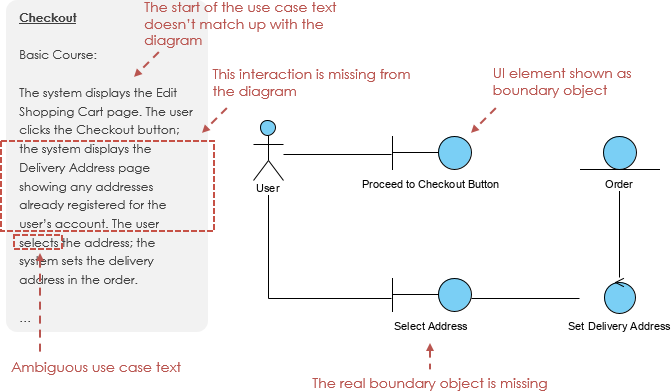 Checkout
Basic Course:
The system displays the Edit
Shopping Cart page. The user
clicks the Checkout button;
the system displays the
Delivery Address page
showing any addresses
already registered for the
user's account. The user
selects the address; the
system sets the delivery
address in the order.
...
The start of the use case text
doesn't match up with the
diagram
This interaction is missing from
the diagram
UI element shown as
boundary object
User
Proceed to Checkout Button
Order
Select Address
Set Delivery Address
Ambiguous use case text
The real boundary object is missing